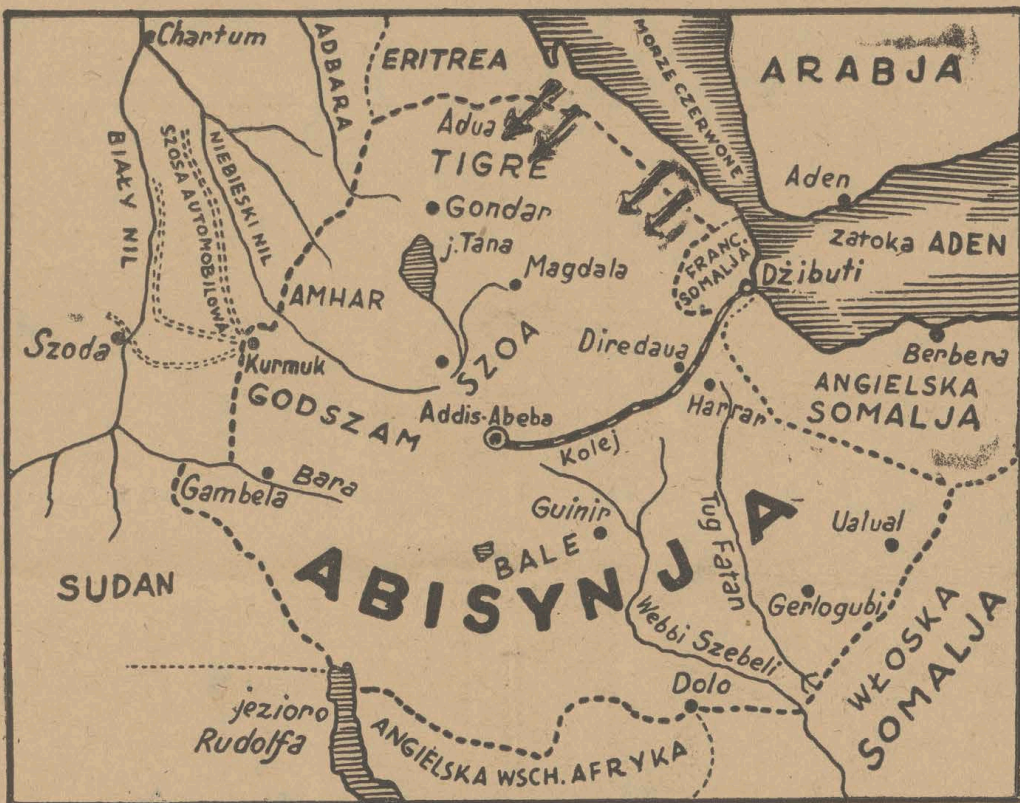 Chartum
ADBARA
ERITREA
MORZE CZERWONE
ARABJA
BIAŁY NIL
SZOSA AUTOMOBILOWA
NIEBIESKI NIL
Adua
TIGRE
Aden
Gondar
j. Tana
Magdala
zatoka ADEN
FRANC.
SOMALJA
Dżibuti
AMHAR
Szoda
Kurmuk
SZOA
Diredaua
Berbera
ANGIELSKA
SOMALJA
GODSZAM
Addis-Abeba
Harrar
Kolej
Gambela
Bara
Guinir
Tug Fatan
Ualual
BALE
ABISYNJA
SUDAN
Gerlogubi
Webbi Szebeli
WŁOSKA
SOMALJA
Dolo
jezioro
Rudolfa
ANGIELSKA WSCH. AFRYKA